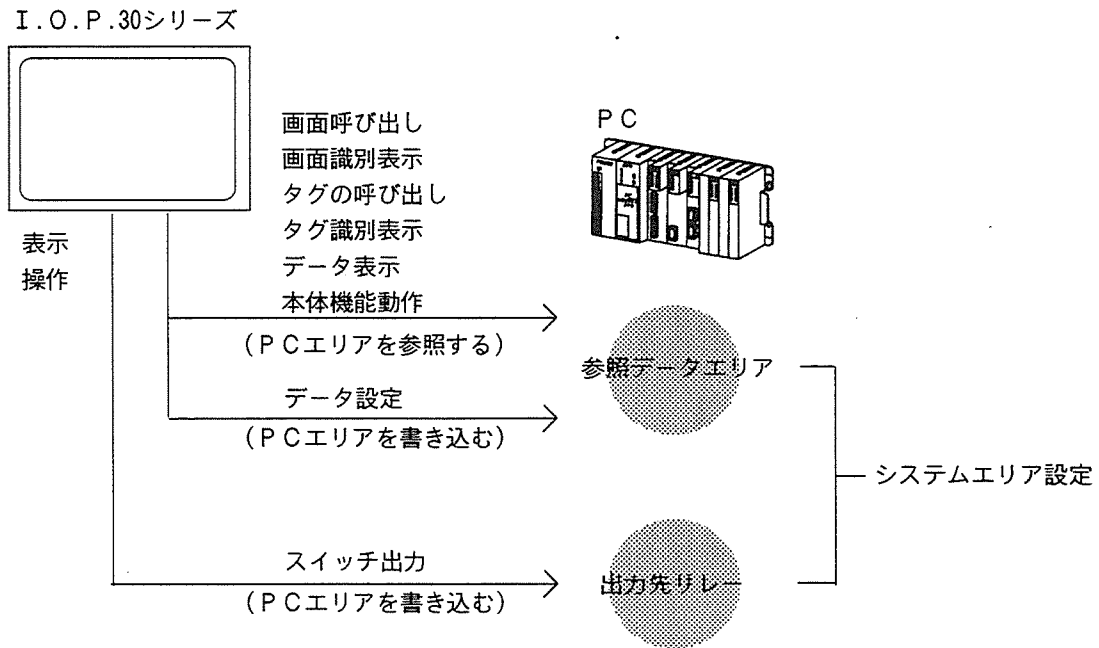 I.O.P.30シリーズ
画面呼び出し
画面識別表示
タグの呼び出し
タグ識別表示
データ表示
本体機能動作
(PCエリアを参照する)
表示
操作
PC
参照データエリア
データ設定
(PCエリアを書き込む)
システムエリア設定
スイッチ出力
(PCエリアを書き込む)
出力先リレー